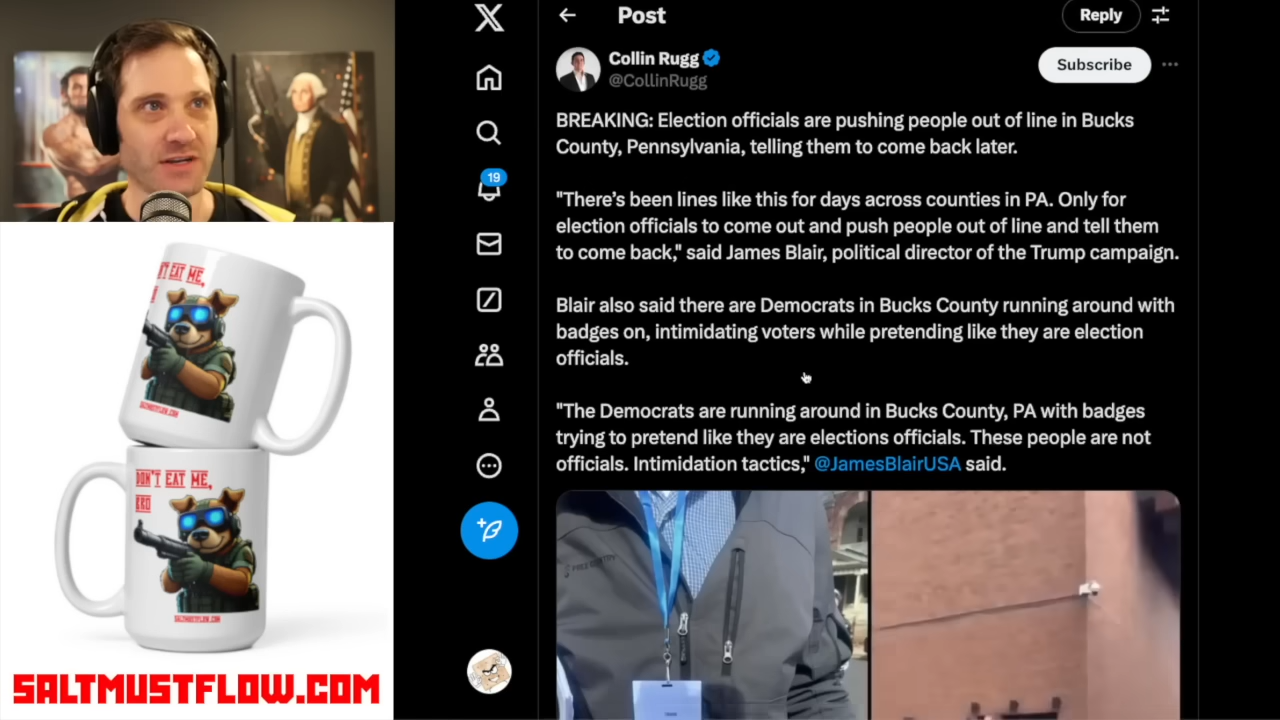 Post
Reply
Collin Rugg
@CollinRugg
Subscribe
BREAKING: Election officials are pushing people out of line in Bucks
County, Pennsylvania, telling them to come back later.
"There's been lines like this for days across counties in PA. Only for
election officials to come out and push people out of line and tell them
to come back," said James Blair, political director of the Trump campaign.
Blair also said there are Democrats in Bucks County running around with
badges on, intimidating voters while pretending like they are election
officials.
"The Democrats are running around in Bucks County, PA with badges
trying to pretend like they are elections officials. These people are not
officials. Intimidation tactics," @JamesBlairUSA said.
19
'T EAT ME,
SALTMUSTFLOW.COM
DON'T EAT ME,
BRO
SALTMUSTFLOW.COM
SALTMUSTFLOW.COM